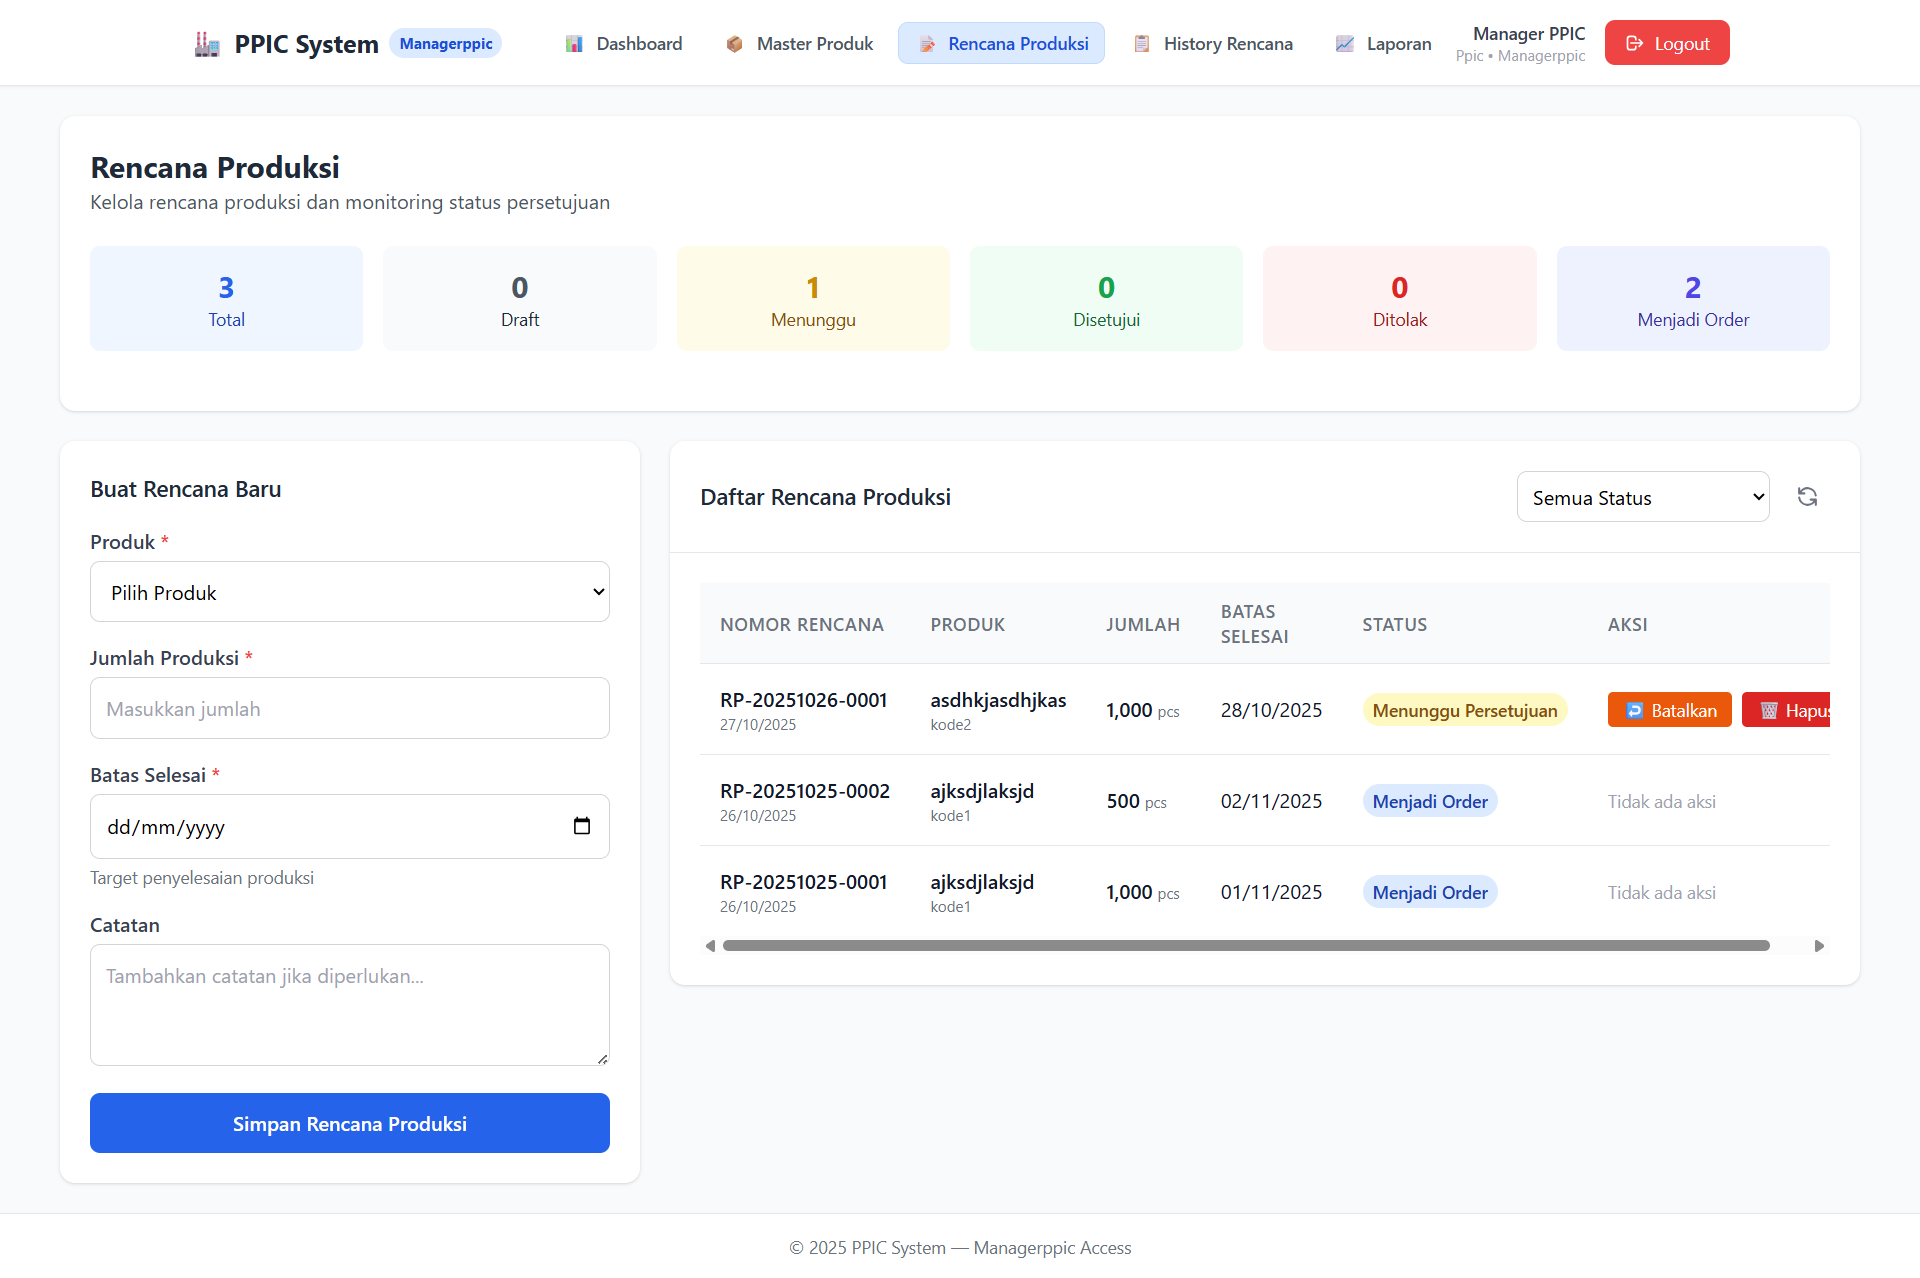 PPIC System Managerppic Dashboard Master Produk Rencana Produksi History Rencana Laporan Manager PPIC Logout
Ppic • Managerppic
Rencana Produksi
Kelola rencana produksi dan monitoring status persetujuan
3 0 1 0 0 2
Total Draft Menunggu Disetujui Ditolak Menjadi Order
Buat Rencana Baru
Produk *
Pilih Produk
Jumlah Produksi *
Masukkan jumlah
Batas Selesai *
dd/mm/yyyy
Target penyelesaian produksi
Catatan
Tambahkan catatan jika diperlukan...
Simpan Rencana Produksi
Daftar Rencana Produksi Semua Status
NOMOR RENCANA PRODUK JUMLAH BATAS SELESAI STATUS AKSI
RP-20251026-0001 asdhkjasdhjkas 1,000 pcs 28/10/2025 Menunggu Persetujuan Batalkan Hapus
27/10/2025 kode2
RP-20251025-0002 ajksdjlaksjd 500 pcs 02/11/2025 Menjadi Order Tidak ada aksi
26/10/2025 kode1
RP-20251025-0001 ajksdjlaksjd 1,000 pcs 01/11/2025 Menjadi Order Tidak ada aksi
26/10/2025 kode1
© 2025 PPIC System — Managerppic Access